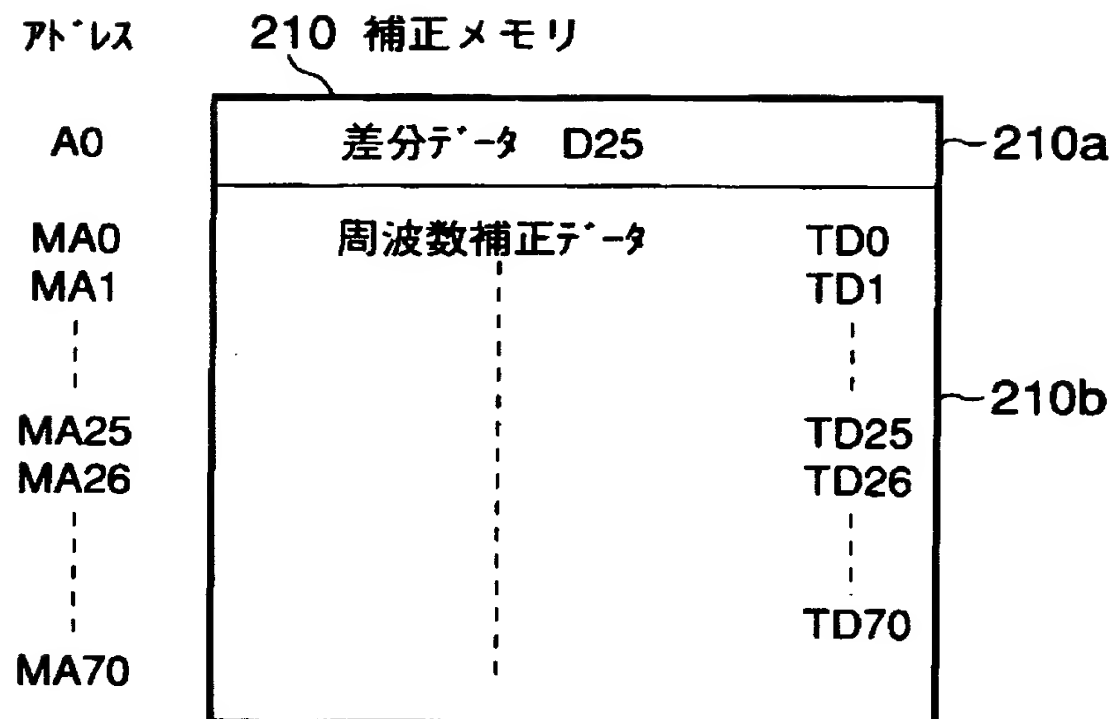 アドレス 210 補正メモリ
A0 差分データ D25 210a
MA0 周波数補正データ TD0
MA1 TD1
210b
MA25 TD25
MA26 TD26
TD70
MA70